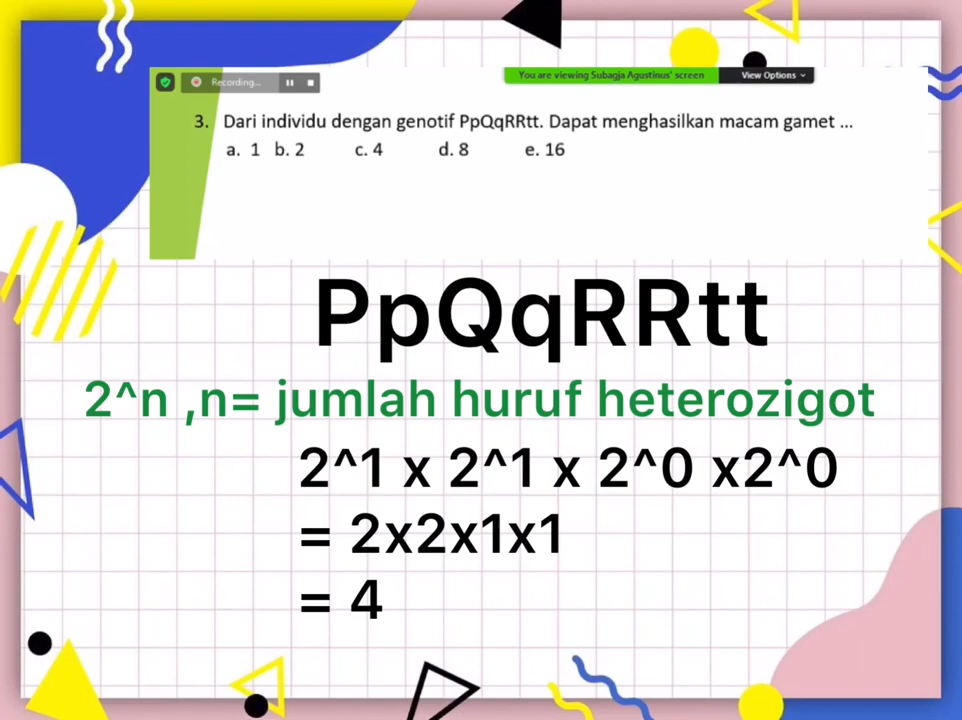 Recording...
You are viewing Subagja Agustinus' screen View Options
3. Dari individu dengan genotif PpQqRRtt. Dapat menghasilkan macam gamet ...
a. 1 b. 2 c. 4 d. 8 e. 16
PpQqRRtt
2^n ,n= jumlah huruf heterozigot
2^1 x 2^1 x 2^0 x2^0
= 2x2x1x1
= 4